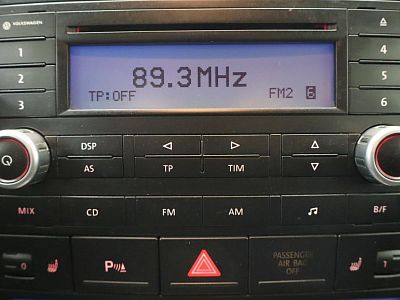 VOLKSWAGEN
1 4
2 5
3 6
89.3MHz
TP:OFF FM2 6
DSP
AS TP TIM
MIX CD FM AM B/F
0 P PASSENGER AIR BAG OFF 1